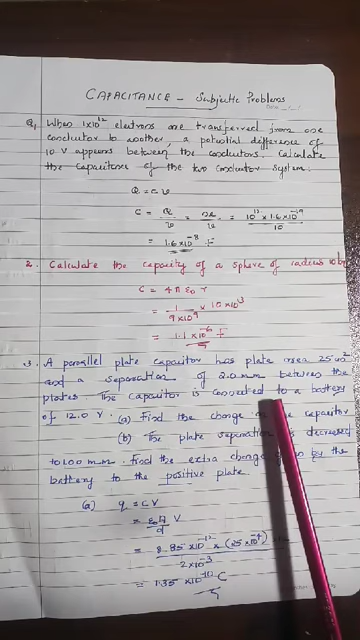 CAPACITANCE - Subjective Problems
Q1 When 1×10¹² electrons are transferred from one
conductor to another, a potential difference of
10 V appears between the conductors. Calculate
the capacitance of the two conductor system.
Q = CV
C = Q/V = ne/V = 10¹² × 1.6×10⁻¹⁹ / 10
= 1.6×10⁻⁸ F
2. Calculate the capacity of a sphere of radius 10 km
C = 4π ε₀ r
= 1/9×10⁹ × 10×10³
= 1.1×10⁻⁶ F
3. A parallel plate capacitor has plate area 25 cm²
and a separation of 2.0 mm between the
plates. The capacitor is connected to a battery
of 12.0 V. (a) Find the charge on the capacitor
(b) The plate separation is decreased
to 1.00 mm. Find the extra charge given by the
battery to the positive plate.
(a) q = CV
= ε₀A/d V
= 8.85×10⁻¹² × (25×10⁻⁴) / 2×10⁻³
= 1.35 ×10⁻¹⁰ C